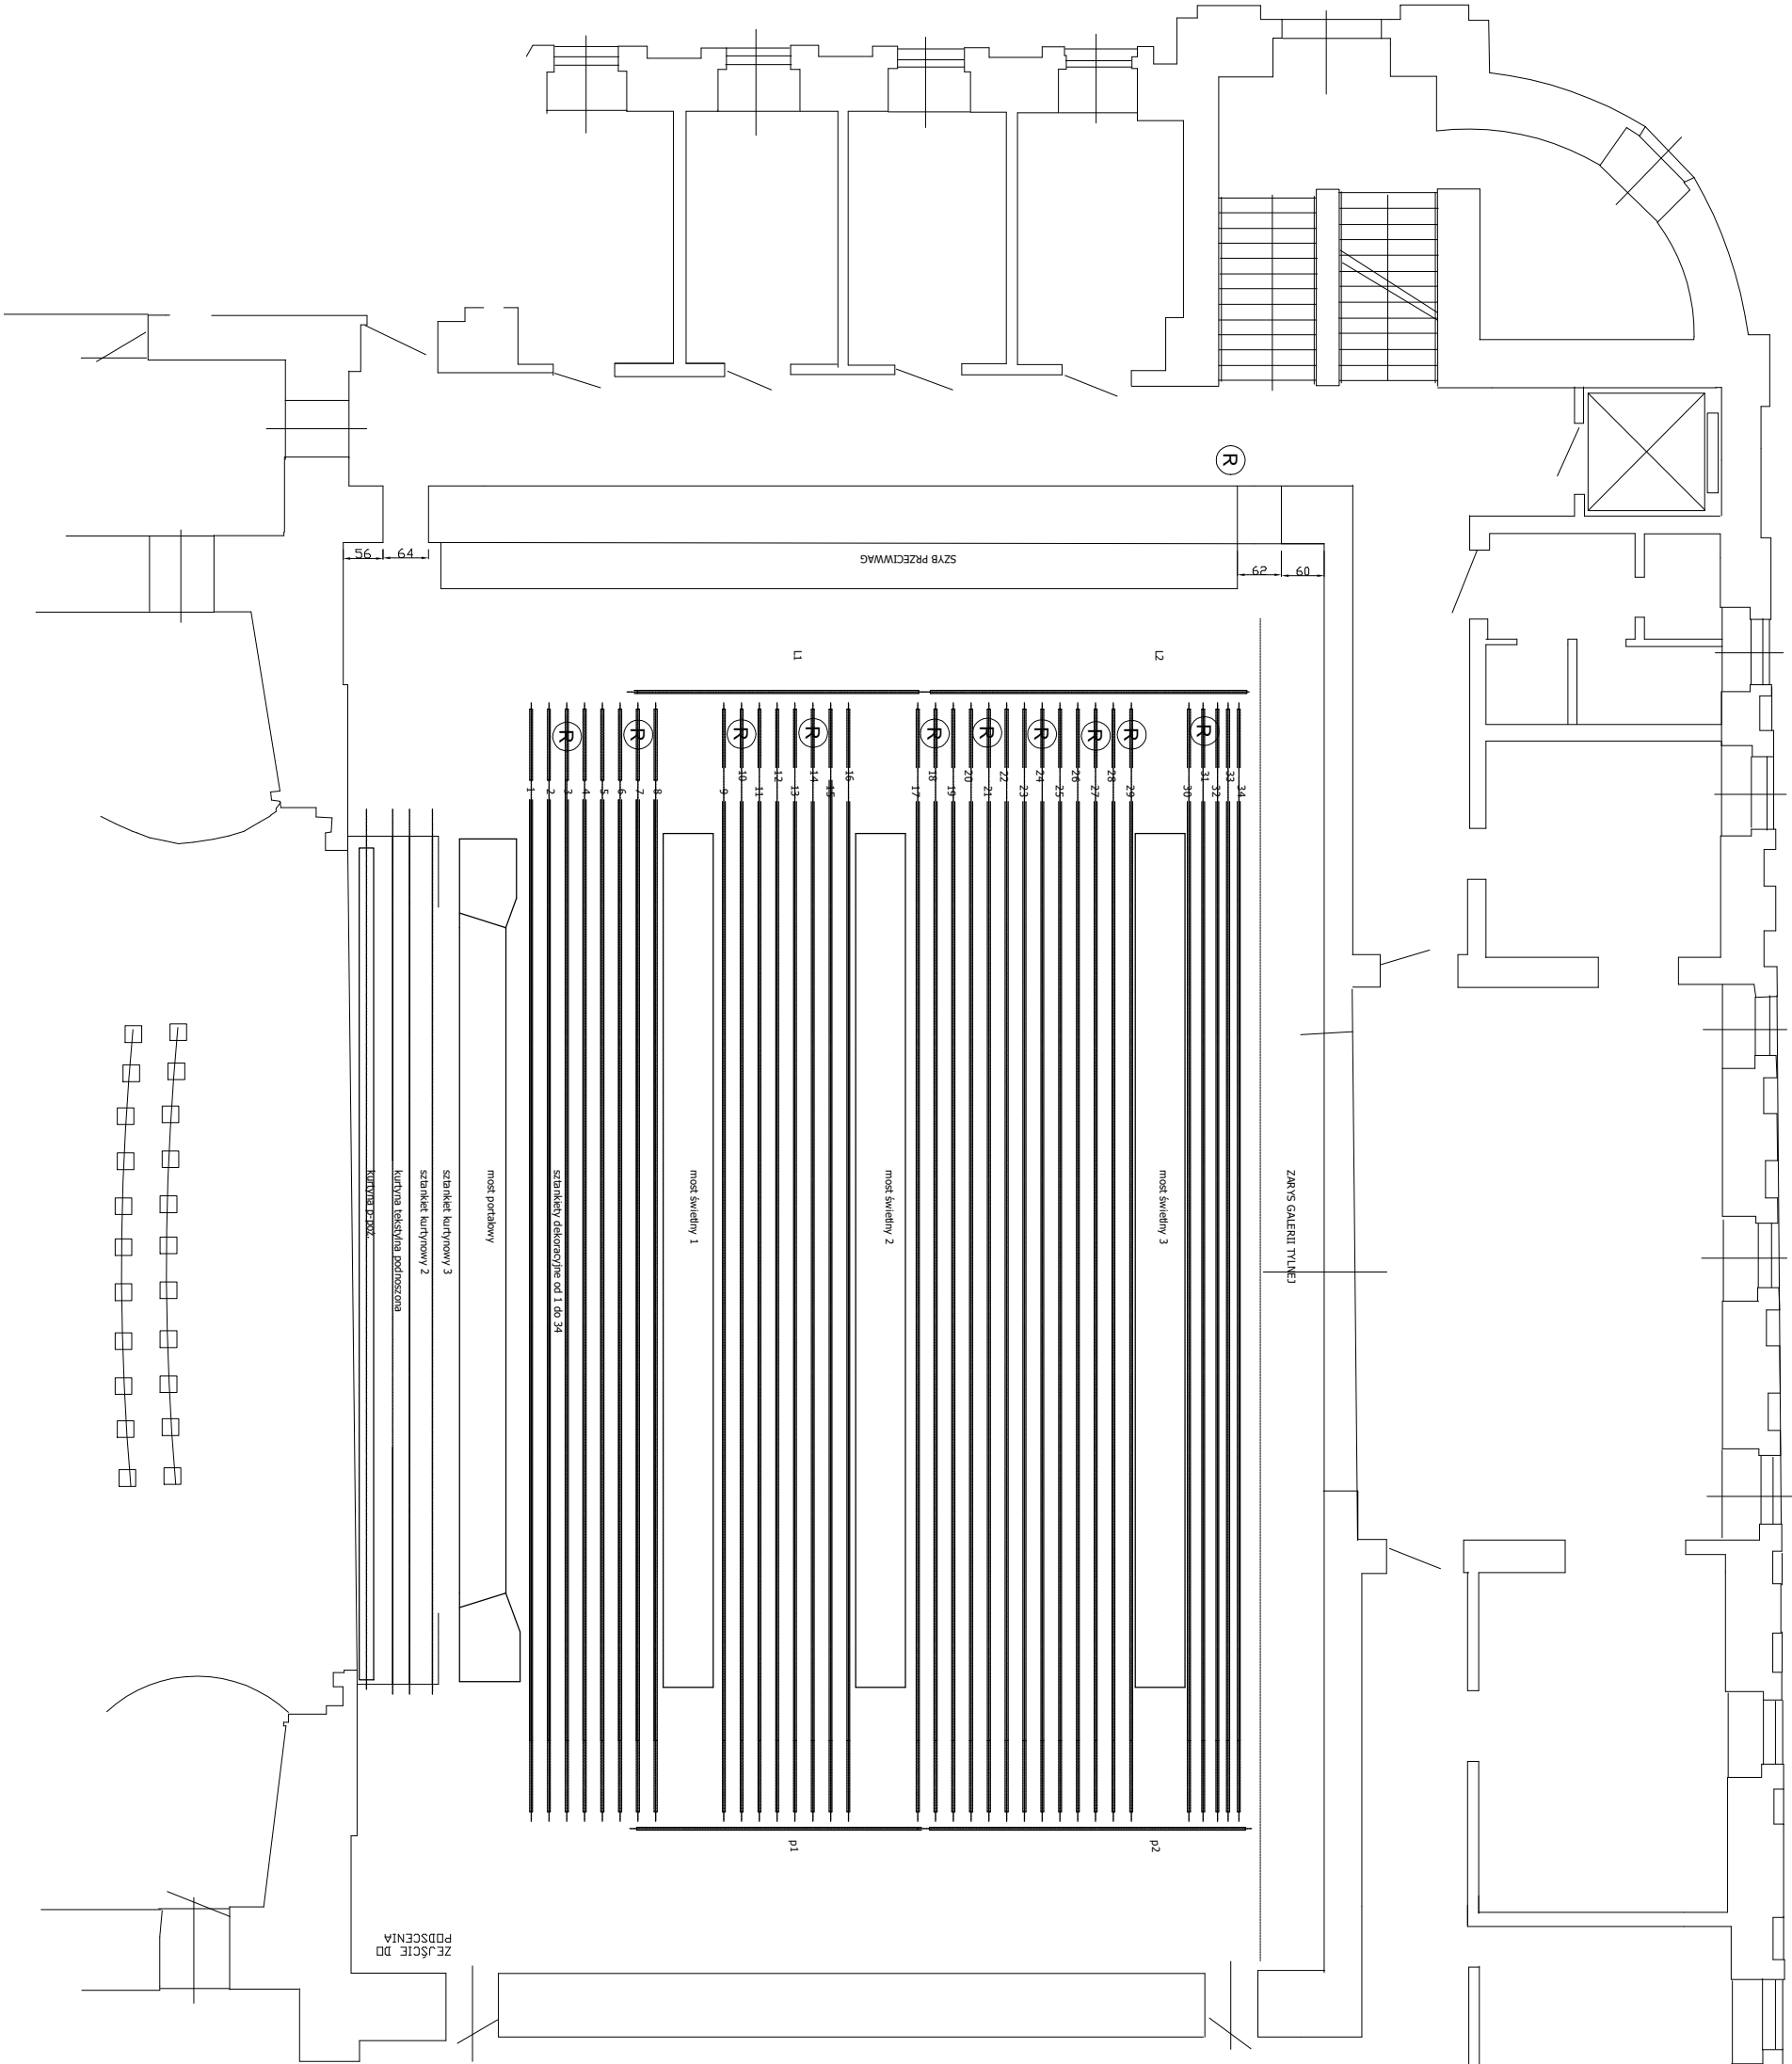 R
56
64
SZYB PRZECIWWAG
62
60
L1
L2
R
R
R
R
R
R
R
R
R
R
1
2
3
4
5
6
7
8
9
10
11
12
13
14
15
16
17
18
19
20
21
22
23
24
25
26
27
28
29
30
31
32
33
34
kurtyna p-poż.
kurtyna tekstylna podnoszona
sztankiet kurtynowy 2
sztankiet kurtynowy 3
most portalowy
sztankiety dekoracyjne od 1 do 34
most świetlny 1
most świetlny 2
most świetlny 3
ZARYS GALERII TYLNEJ
p1
p2
ZEJŚCIE DO
PODSCENIA